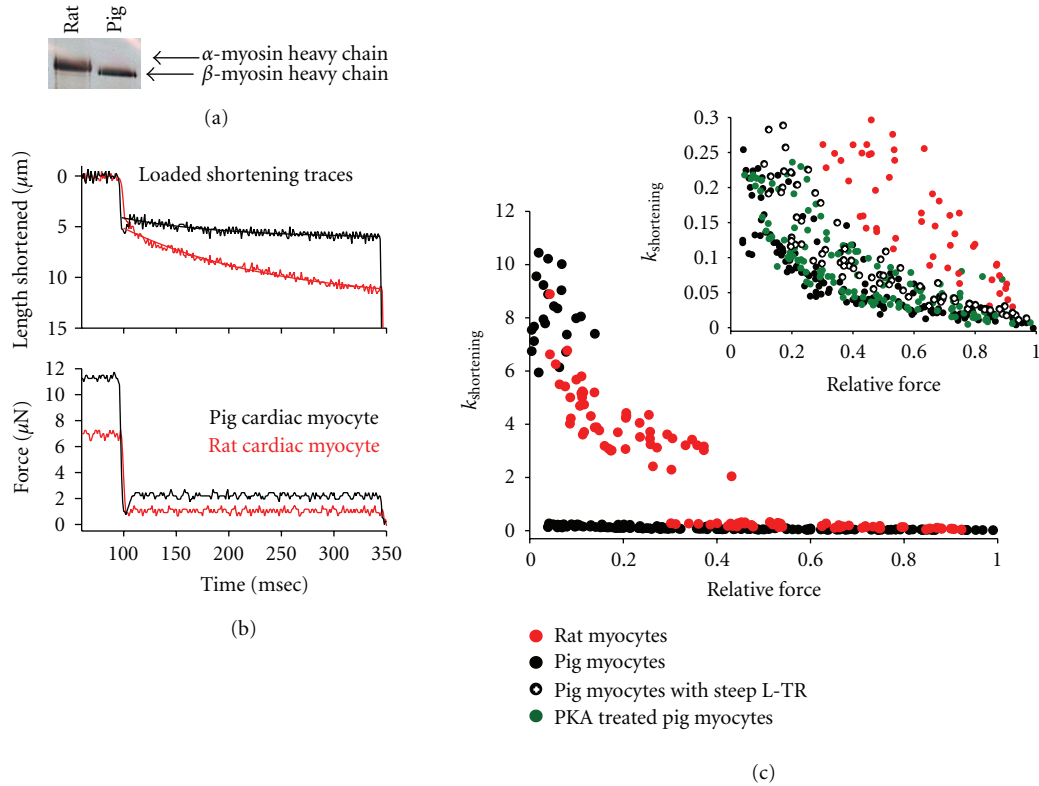 Rat
Pig
α-myosin heavy chain
β-myosin heavy chain
(a)
Length shortened (μm)
0
5
10
15
Loaded shortening traces
Force (μN)
12
10
8
6
4
2
0
Pig cardiac myocyte
Rat cardiac myocyte
100 150 200 250 300 350
Time (msec)
(b)
kshortening
0.3
0.25
0.2
0.15
0.1
0.05
0
0 0.2 0.4 0.6 0.8 1
Relative force
kshortening
12
10
8
6
4
2
0
0 0.2 0.4 0.6 0.8 1
Relative force
Rat myocytes
Pig myocytes
Pig myocytes with steep L-TR
PKA treated pig myocytes
(c)